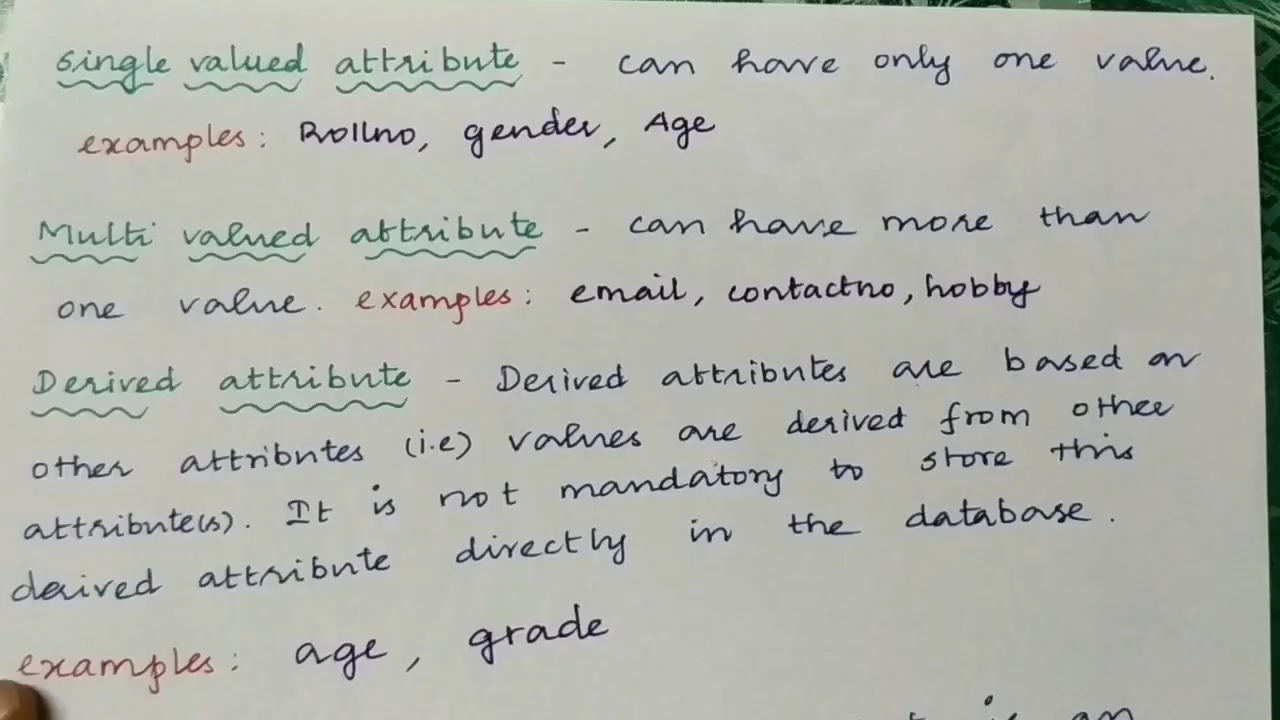 Single valued attribute - can have only one value.
examples: Rollno, gender, Age
Multi valued attribute - can have more than
one value. examples: email, contactno, hobby
Derived attribute - Derived attributes are based on
other attributes (i.e) values are derived from other
attribute(s). It is not mandatory to store this
derived attribute directly in the database.
examples: age, grade
is an